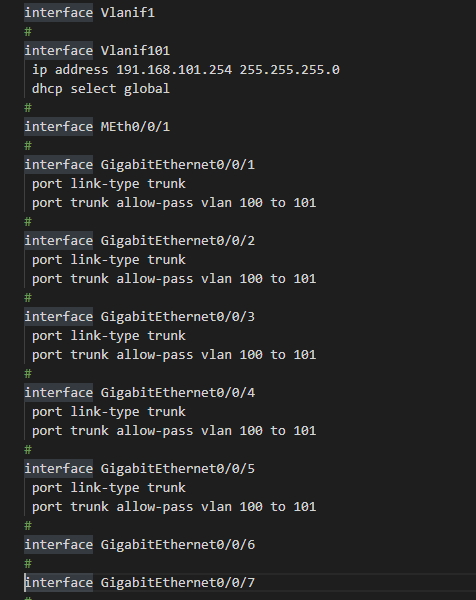 interface Vlanif1
#
interface Vlanif101
 ip address 191.168.101.254 255.255.255.0
 dhcp select global
#
interface MEth0/0/1
#
interface GigabitEthernet0/0/1
 port link-type trunk
 port trunk allow-pass vlan 100 to 101
#
interface GigabitEthernet0/0/2
 port link-type trunk
 port trunk allow-pass vlan 100 to 101
#
interface GigabitEthernet0/0/3
 port link-type trunk
 port trunk allow-pass vlan 100 to 101
#
interface GigabitEthernet0/0/4
 port link-type trunk
 port trunk allow-pass vlan 100 to 101
#
interface GigabitEthernet0/0/5
 port link-type trunk
 port trunk allow-pass vlan 100 to 101
#
interface GigabitEthernet0/0/6
#
interface GigabitEthernet0/0/7
#